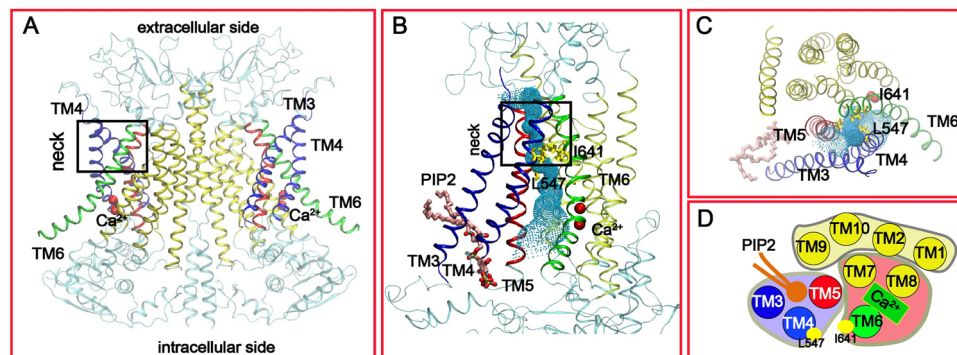 A
extracellular side
TM4
TM3
TM4
neck
Ca²⁺
Ca²⁺
TM6
TM6
intracellular side
B
neck
I641
L547
PIP2
TM6
Ca²⁺
TM3
TM4
TM5
C
I641
TM5
L547
TM6
TM4
TM3
D
TM10
TM9
TM2
TM1
PIP2
TM7
TM8
TM3
TM5
Ca²⁺
TM4
TM6
L547
I641